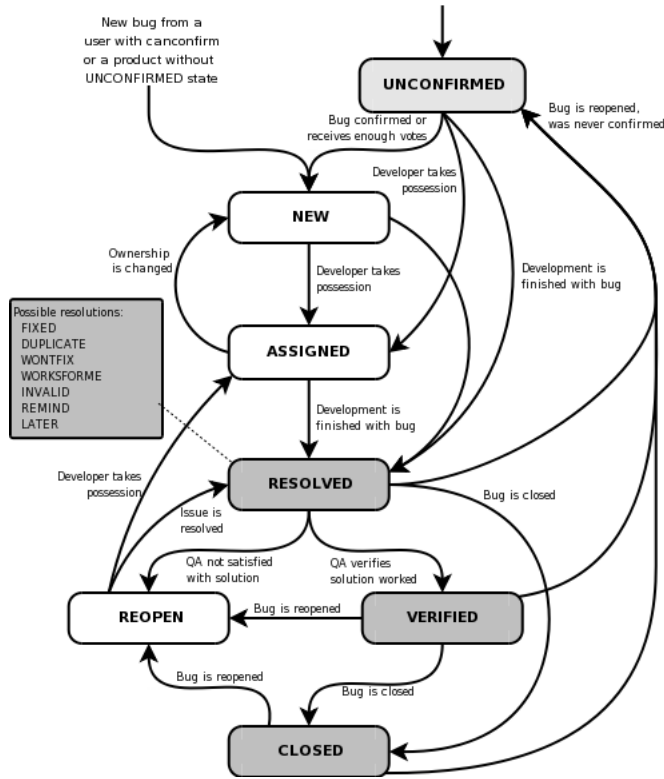 New bug from a
user with canconfirm
or a product without
UNCONFIRMED state
UNCONFIRMED
Bug is reopened,
was never confirmed
Bug confirmed or
receives enough votes
Developer takes
possession
NEW
Ownership
is changed
Developer takes
possession
Development is
finished with bug
Possible resolutions:
FIXED
DUPLICATE
WONTFIX
WORKSFORME
INVALID
REMIND
LATER
ASSIGNED
Development is
finished with bug
Developer takes
possession
RESOLVED
Bug is closed
Issue is
resolved
QA not satisfied
with solution
QA verifies
solution worked
REOPEN
Bug is reopened
VERIFIED
Bug is reopened
Bug is closed
CLOSED